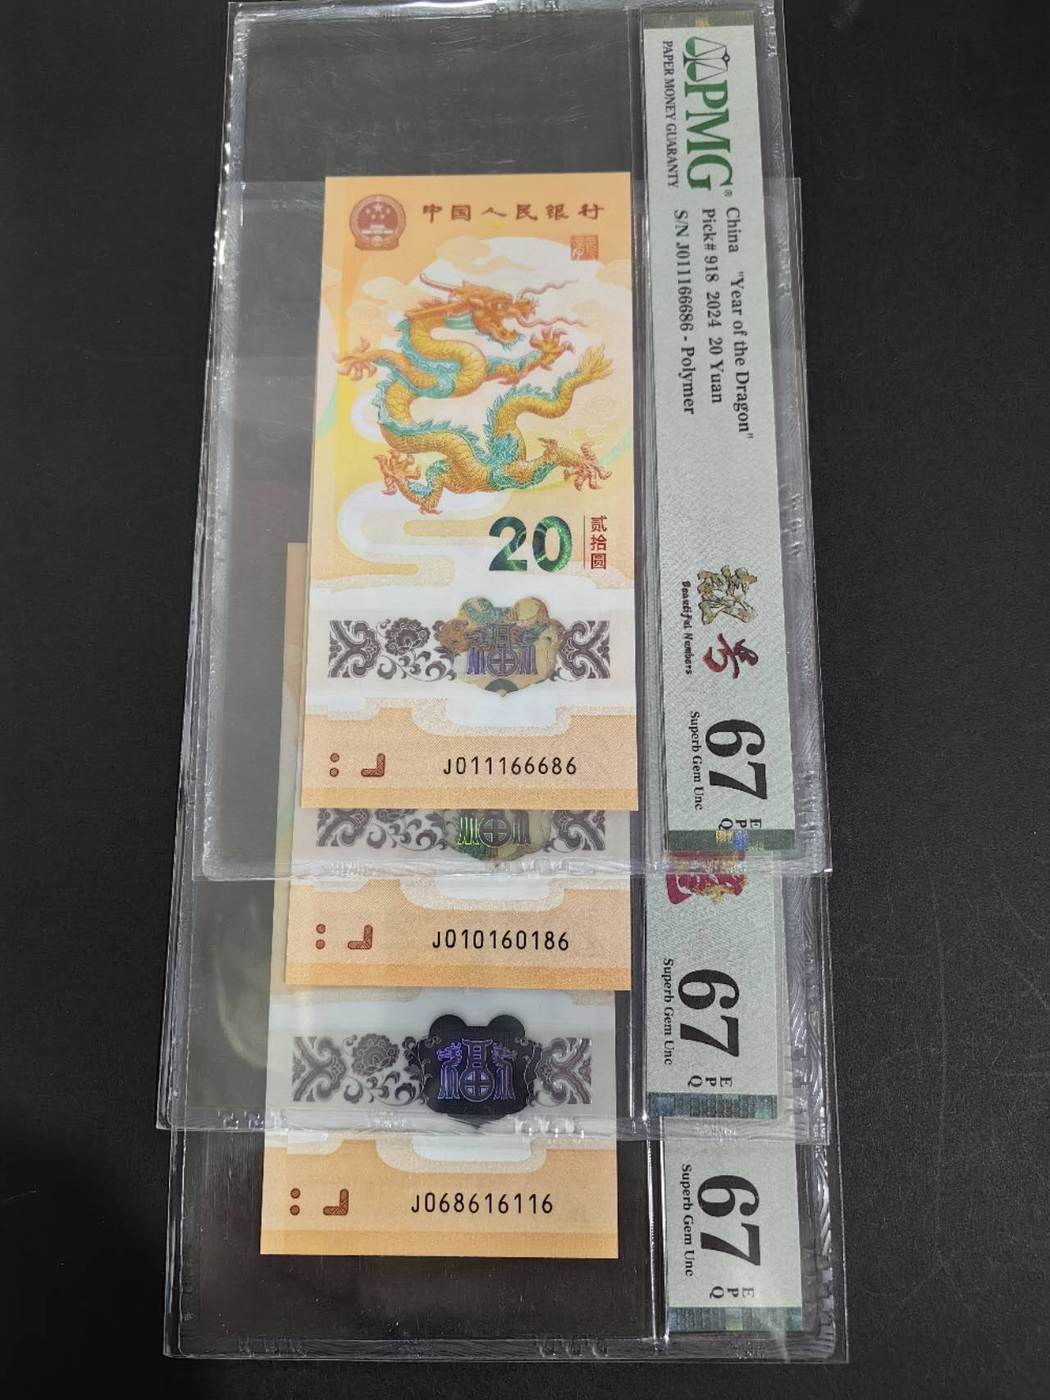 中国人民银行
20
贰拾圆
J011166686
J010160186
J068616116
PMG®
PAPER MONEY GUARANTY
China "Year of the Dragon"
Pick# 918 2024 20 Yuan
S/N J011166686 - Polymer
靓号
Beautiful Numbers
67 EPQ
Superb Gem Unc
67 EPQ
Superb Gem Unc
67 EPQ
Superb Gem Unc